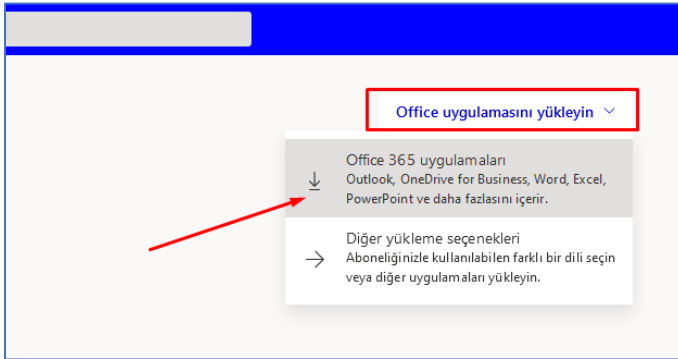 Office uygulamasını yükleyin
Office 365 uygulamaları
Outlook, OneDrive for Business, Word, Excel,
PowerPoint ve daha fazlasını içerir.
Diğer yükleme seçenekleri
Aboneliğinizle kullanılabilen farklı bir dili seçin
veya diğer uygulamaları yükleyin.